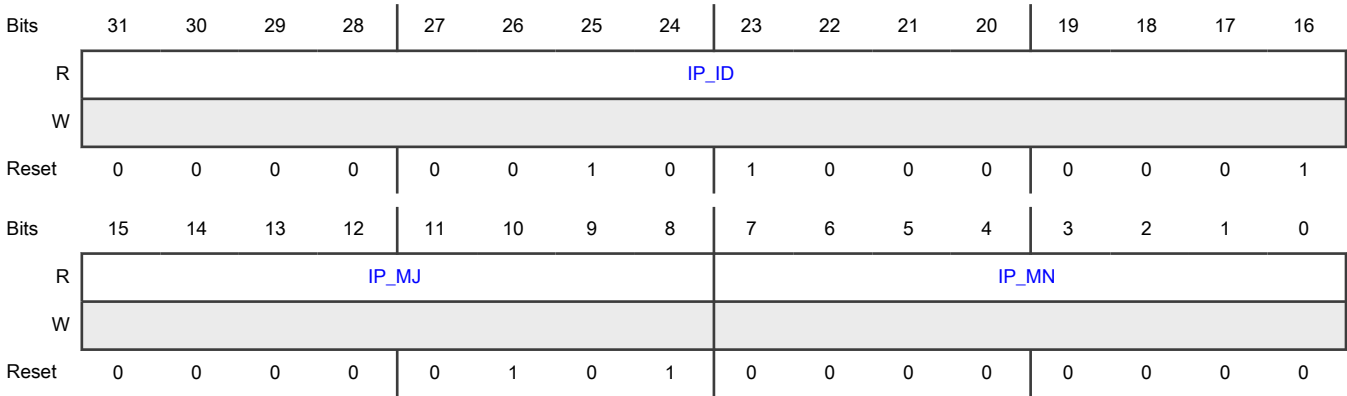 Bits 31 30 29 28 27 26 25 24 23 22 21 20 19 18 17 16
R IP_ID
W
Reset 0 0 0 0 0 0 1 0 1 0 0 0 0 0 0 1
Bits 15 14 13 12 11 10 9 8 7 6 5 4 3 2 1 0
R IP_MJ IP_MN
W
Reset 0 0 0 0 0 1 0 1 0 0 0 0 0 0 0 0